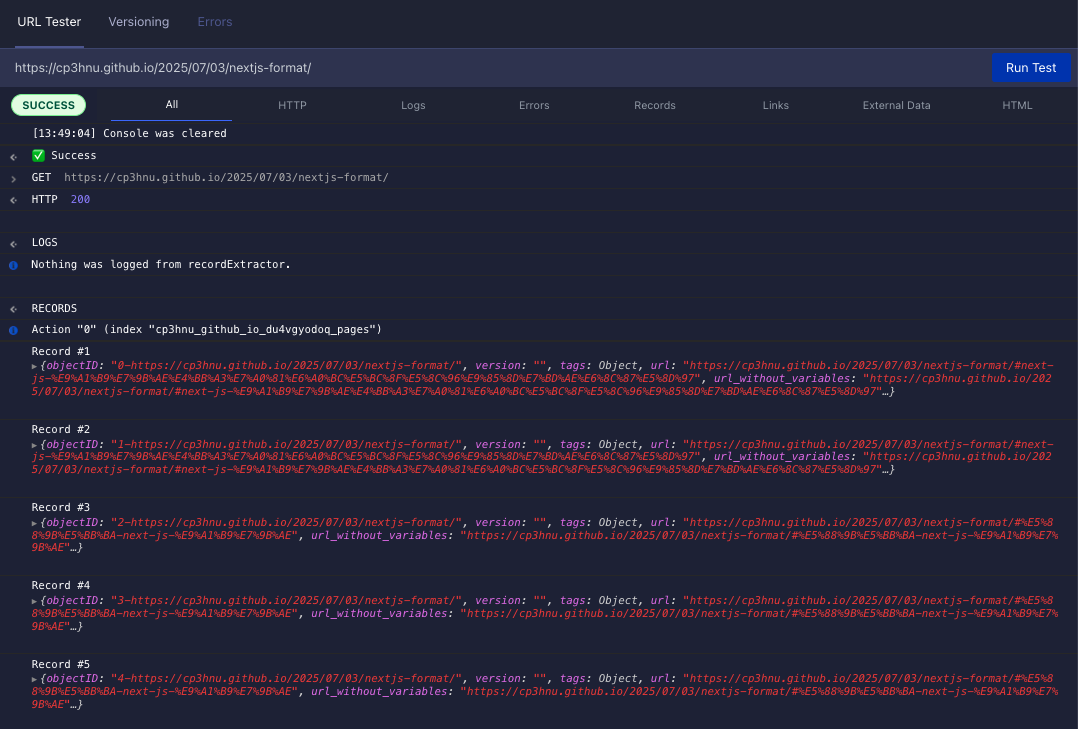 URL Tester Versioning Errors
https://cp3hnu.github.io/2025/07/03/nextjs-format/ Run Test
SUCCESS All HTTP Logs Errors Records Links External Data HTML
[13:49:04] Console was cleared
✅ Success
GET https://cp3hnu.github.io/2025/07/03/nextjs-format/
HTTP 200
LOGS
Nothing was logged from recordExtractor.
RECORDS
Action "0" (index "cp3hnu_github_io_du4vgyodoq_pages")
Record #1
▶{objectID: "0-https://cp3hnu.github.io/2025/07/03/nextjs-format/", version: "", tags: Object, url: "https://cp3hnu.github.io/2025/07/03/nextjs-format/#next-
js-%E9%A1%B9%E7%9B%AE%E4%BB%A3%E7%A0%81%E6%A0%BC%E5%BC%8F%E5%8C%96%E9%85%8D%E7%BD%AE%E6%8C%87%E5%8D%97", url_without_variables: "https://cp3hnu.github.io/202
5/07/03/nextjs-format/#next-js-%E9%A1%B9%E7%9B%AE%E4%BB%A3%E7%A0%81%E6%A0%BC%E5%BC%8F%E5%8C%96%E9%85%8D%E7%BD%AE%E6%8C%87%E5%8D%97"…}
Record #2
▶{objectID: "1-https://cp3hnu.github.io/2025/07/03/nextjs-format/", version: "", tags: Object, url: "https://cp3hnu.github.io/2025/07/03/nextjs-format/#next-
js-%E9%A1%B9%E7%9B%AE%E4%BB%A3%E7%A0%81%E6%A0%BC%E5%BC%8F%E5%8C%96%E9%85%8D%E7%BD%AE%E6%8C%87%E5%8D%97", url_without_variables: "https://cp3hnu.github.io/202
5/07/03/nextjs-format/#next-js-%E9%A1%B9%E7%9B%AE%E4%BB%A3%E7%A0%81%E6%A0%BC%E5%BC%8F%E5%8C%96%E9%85%8D%E7%BD%AE%E6%8C%87%E5%8D%97"…}
Record #3
▶{objectID: "2-https://cp3hnu.github.io/2025/07/03/nextjs-format/", version: "", tags: Object, url: "https://cp3hnu.github.io/2025/07/03/nextjs-format/#%E5%8
8%9B%E5%BB%BA-next-js-%E9%A1%B9%E7%9B%AE", url_without_variables: "https://cp3hnu.github.io/2025/07/03/nextjs-format/#%E5%88%9B%E5%BB%BA-next-js-%E9%A1%B9%E7%
9B%AE"…}
Record #4
▶{objectID: "3-https://cp3hnu.github.io/2025/07/03/nextjs-format/", version: "", tags: Object, url: "https://cp3hnu.github.io/2025/07/03/nextjs-format/#%E5%8
8%9B%E5%BB%BA-next-js-%E9%A1%B9%E7%9B%AE", url_without_variables: "https://cp3hnu.github.io/2025/07/03/nextjs-format/#%E5%88%9B%E5%BB%BA-next-js-%E9%A1%B9%E7%
9B%AE"…}
Record #5
▶{objectID: "4-https://cp3hnu.github.io/2025/07/03/nextjs-format/", version: "", tags: Object, url: "https://cp3hnu.github.io/2025/07/03/nextjs-format/#%E5%8
8%9B%E5%BB%BA-next-js-%E9%A1%B9%E7%9B%AE", url_without_variables: "https://cp3hnu.github.io/2025/07/03/nextjs-format/#%E5%88%9B%E5%BB%BA-next-js-%E9%A1%B9%E7%
9B%AE"…}